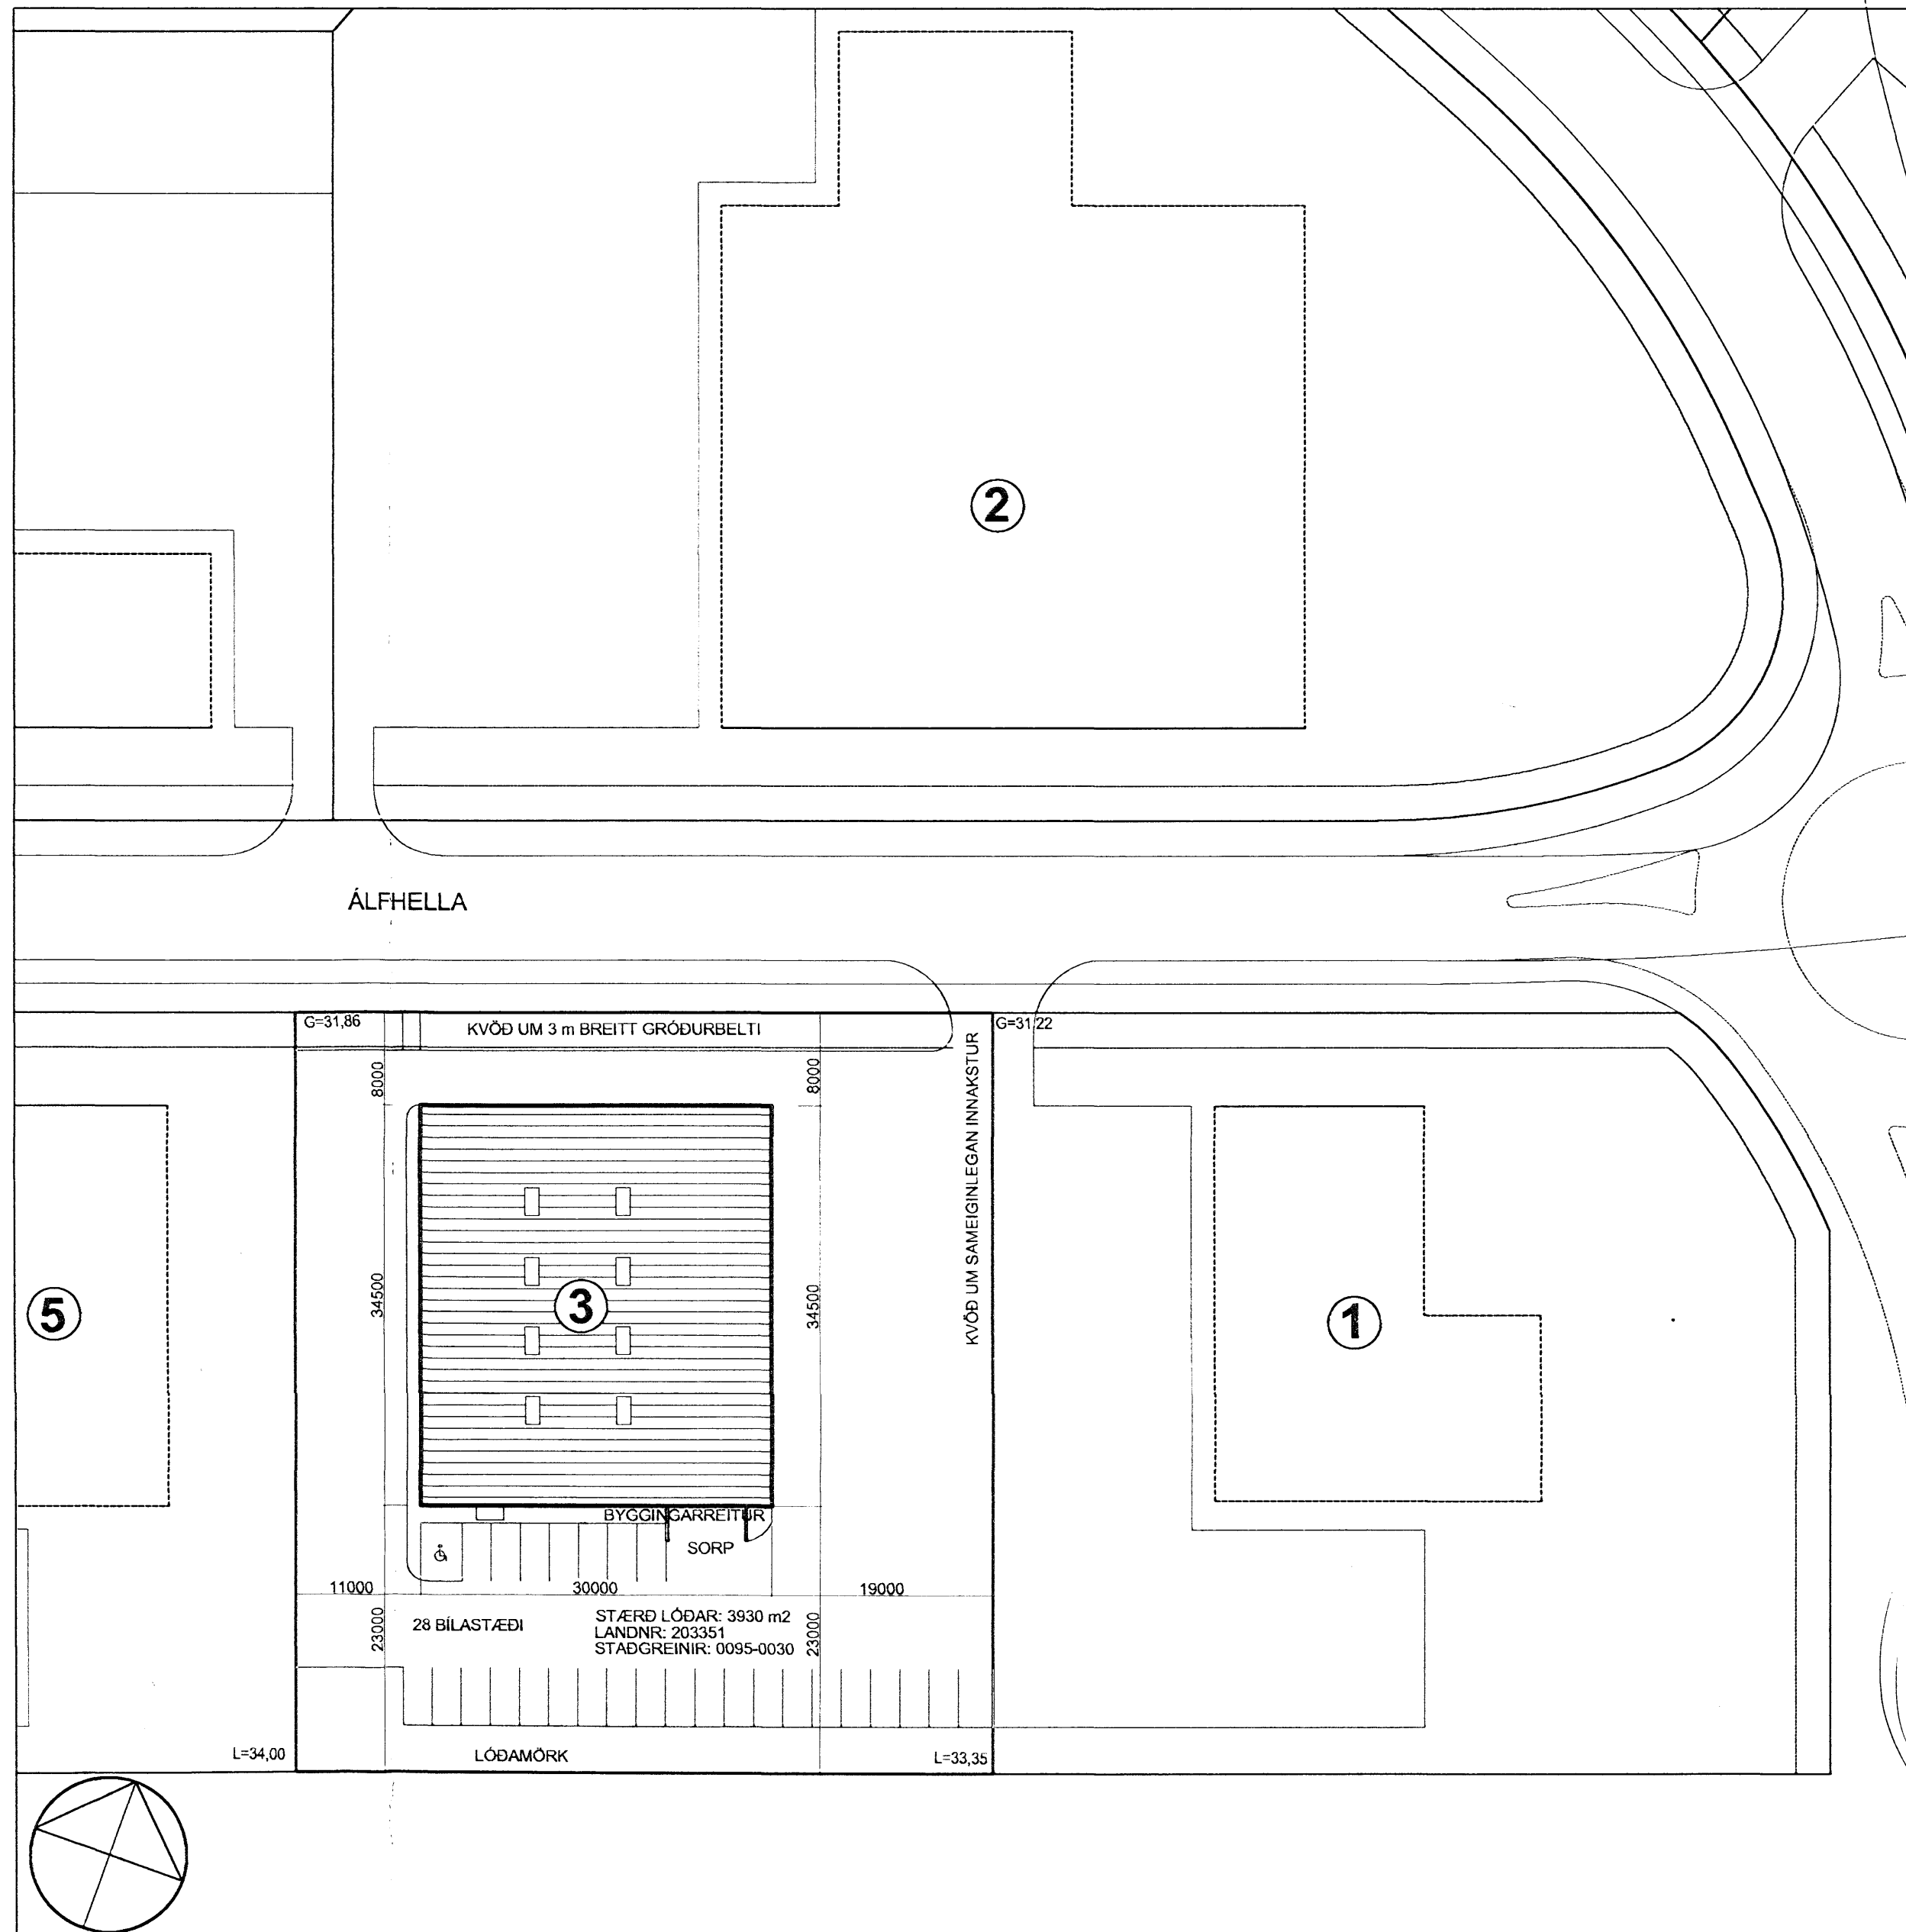 2
ÁLFHELLA
G=31,86
KVÖÐ UM 3 m BREITT GRÓÐURBELTI
G=31,22
8000
8000
KVÖÐ UM SAMEIGINLEGAN INNAKSTUR
5
34500
3
34500
1
BYGGINGARREITUR
SORP
11000
30000
19000
23000
28 BÍLASTÆÐI
STÆRÐ LÓÐAR: 3930 m2
LANDNR: 203351
STAÐGREINIR: 0095-0030
23000
L=34,00
LÓÐAMÖRK
L=33,35